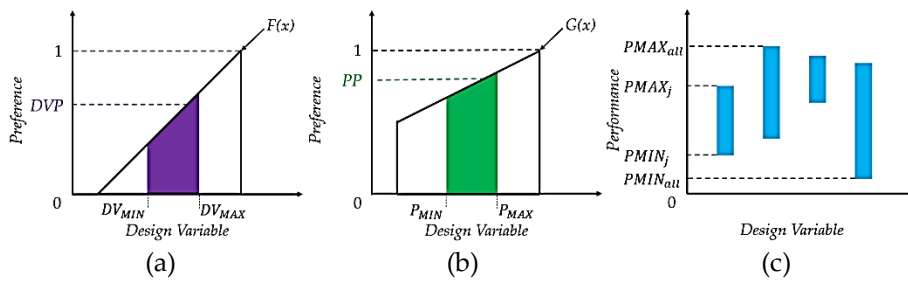 F(x)
1
DVP
Preference
0
DV_MIN
DV_MAX
Design Variable
(a)
G(x)
1
PP
Preference
0
P_MIN
P_MAX
Design Variable
(b)
PMAX_all
PMAX_j
Performance
PMIN_j
PMIN_all
0
Design Variable
(c)